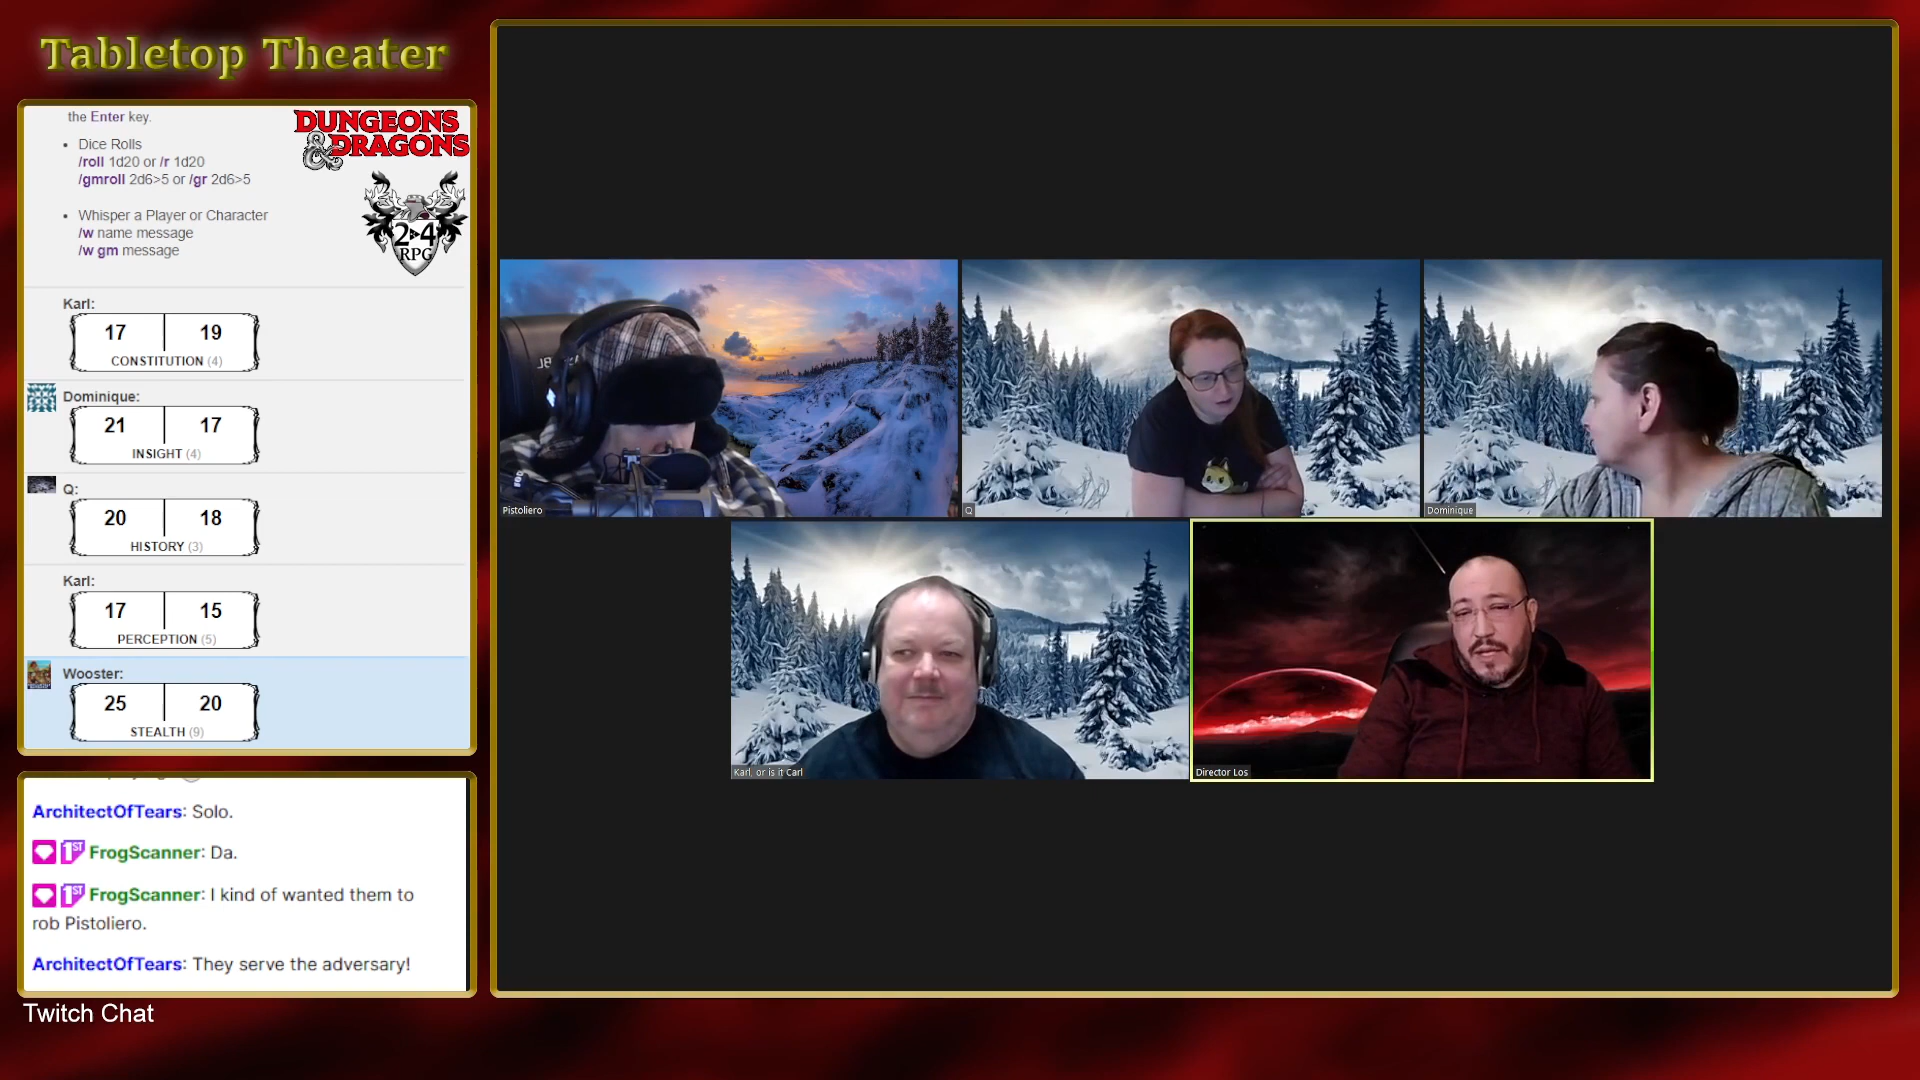 Tabletop Theater
the Enter key.
• Dice Rolls
/roll 1d20 or /r 1d20
/gmroll 2d6>5 or /gr 2d6>5
• Whisper a Player or Character
/w name message
/w gm message
DUNGEONS
& DRAGONS
2▸4
RPG
Karl:
17 19
CONSTITUTION (4)
Dominique:
21 17
INSIGHT (4)
Q:
20 18
HISTORY (3)
Karl:
17 15
PERCEPTION (5)
Wooster:
25 20
STEALTH (9)
ArchitectOfTears: Solo.
1ST FrogScanner: Da.
1ST FrogScanner: I kind of wanted them to
rob Pistoliero.
ArchitectOfTears: They serve the adversary!
Twitch Chat
Pistoliero
Q
Dominique
Karl, or is it Carl
Director Los